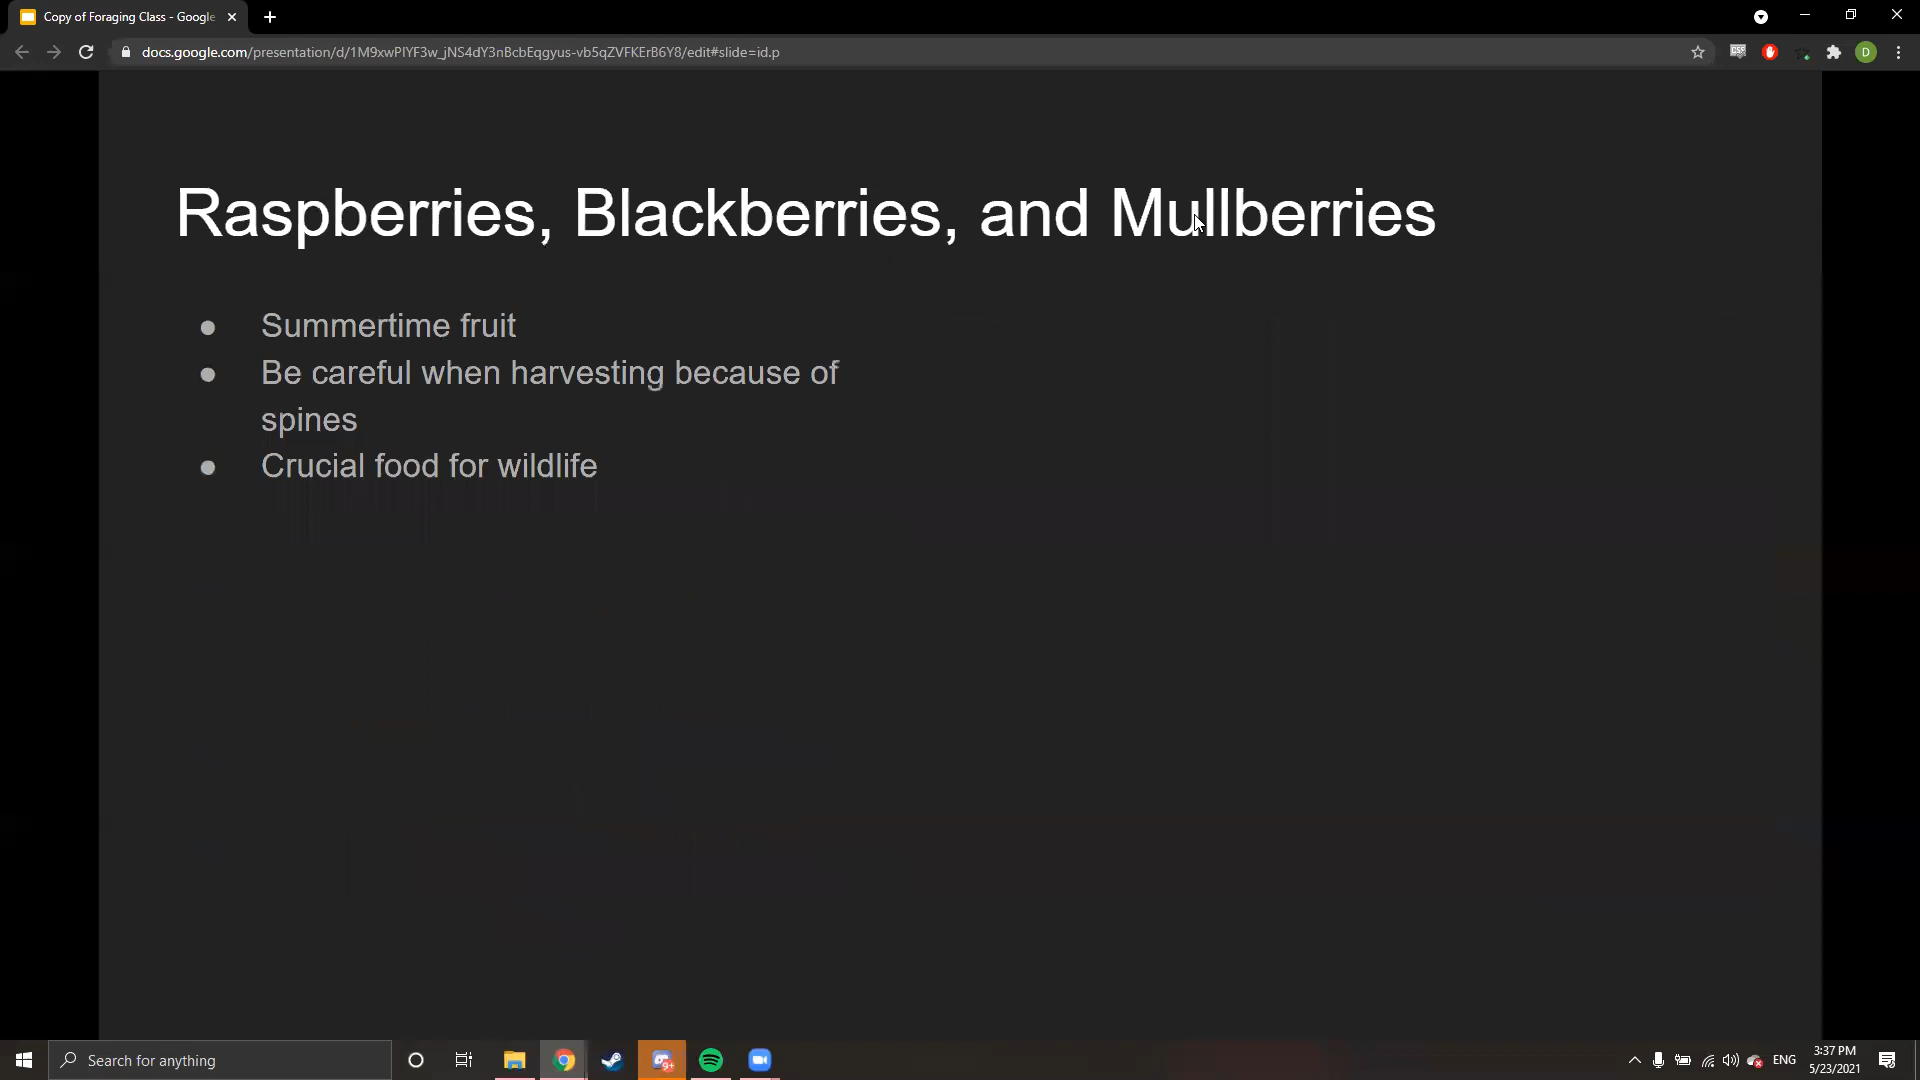 Copy of Foraging Class - Google
docs.google.com/presentation/d/1M9xwPIYF3w_jNS4dY3nBcbEqgyus-vb5qZVFKErB6Y8/edit#slide=id.p
CSP
D
Raspberries, Blackberries, and Mullberries
● Summertime fruit
● Be careful when harvesting because of
spines
● Crucial food for wildlife
Search for anything
9+
ENG
3:37 PM
5/23/2021